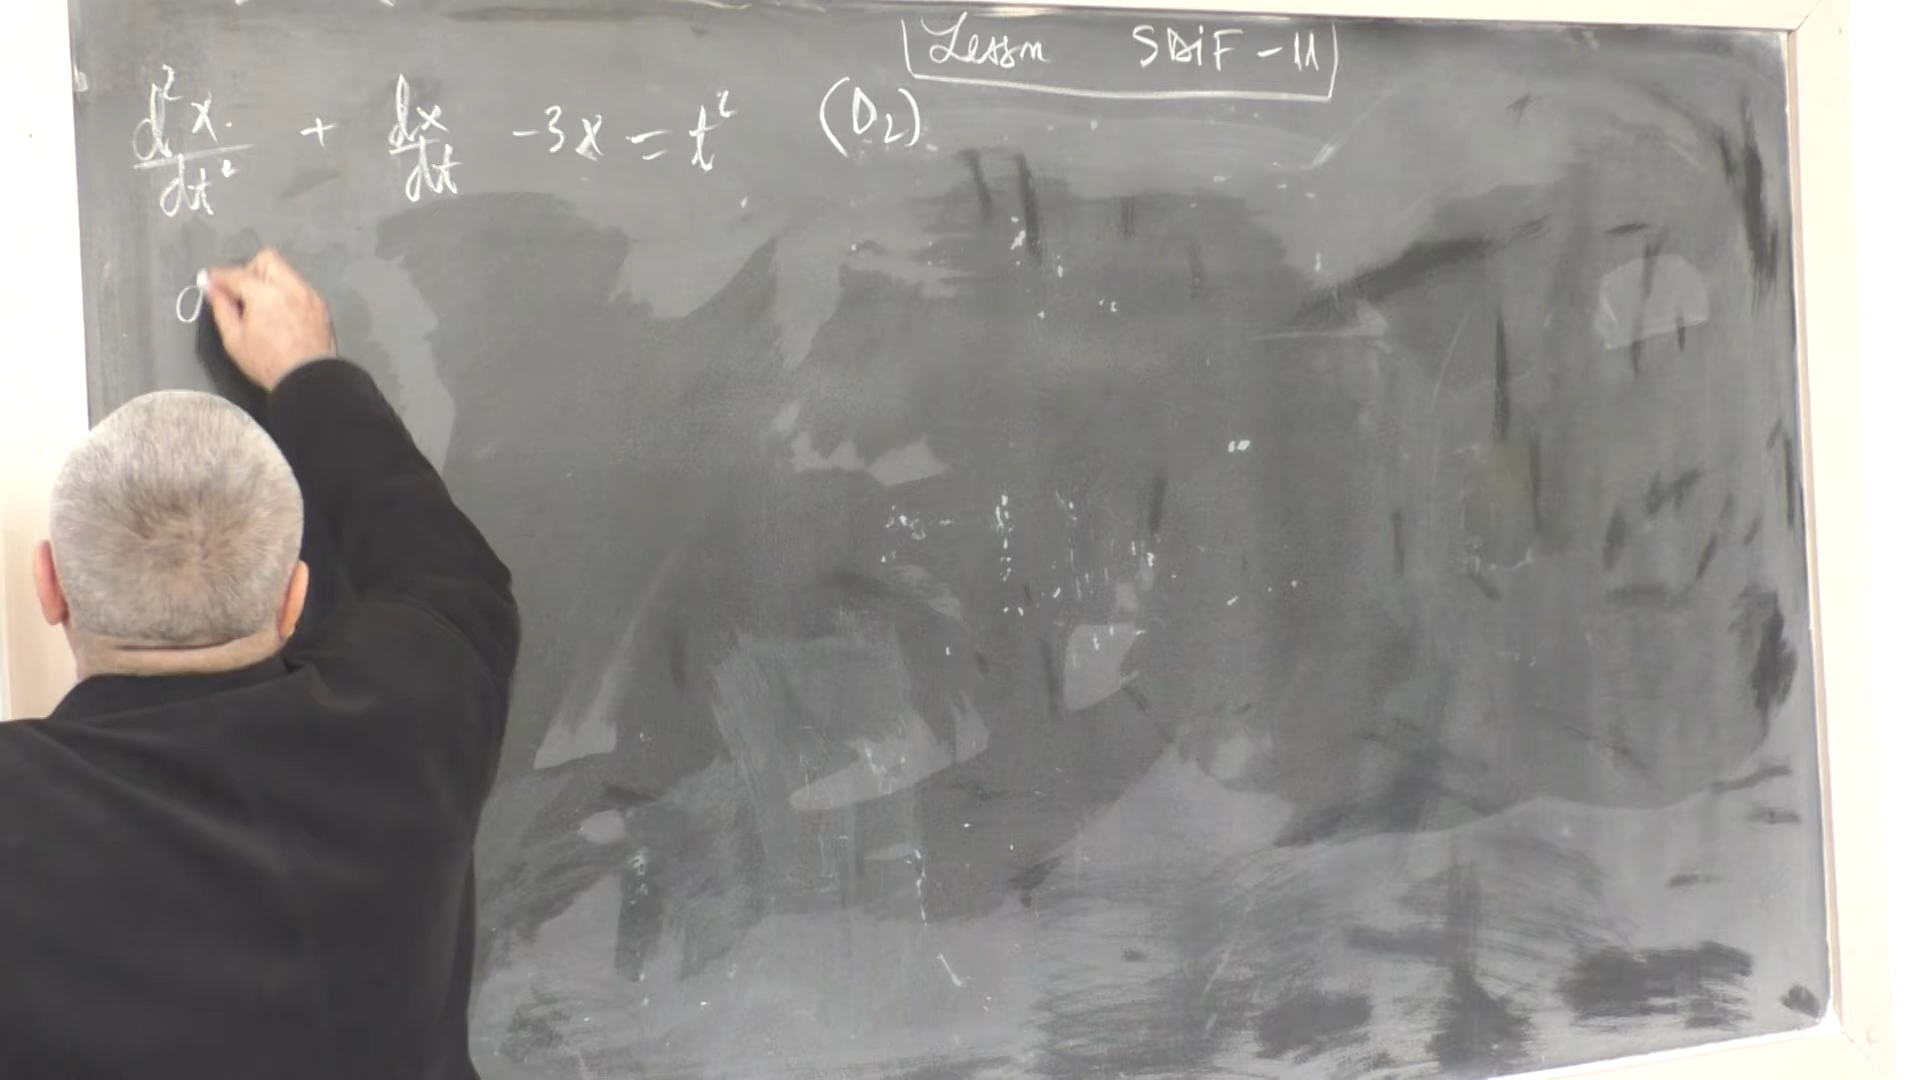 Lesson SDiF-11
d²x/dt² + dx/dt -3x = t² (D₂)
d